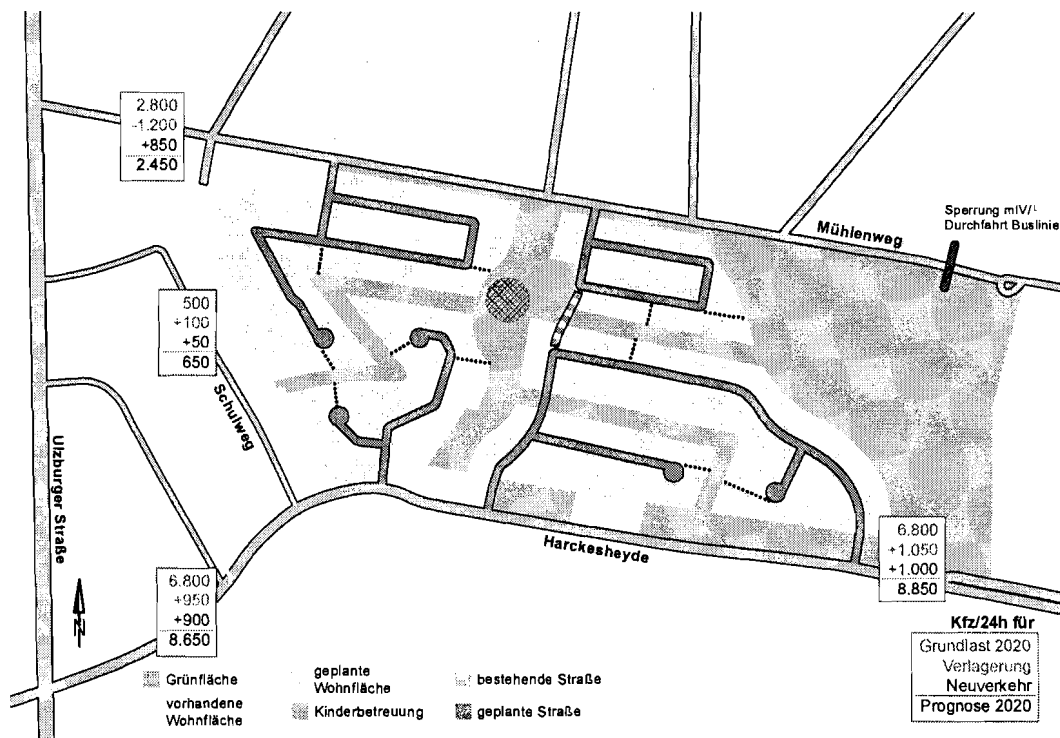 2.800
-1.200
+850
2.450
Sperrung mIV/
Durchfahrt Buslinie
Mühlenweg
500
+100
+50
650
Schulweg
Ulzburger Straße
Harckesheyde
6.800
+1.050
+1.000
8.850
6.800
+950
+900
8.650
N
Kfz/24h für
Grundlast 2020
Verlagerung
Neuverkehr
Prognose 2020
Grünfläche
vorhandene
Wohnfläche
geplante
Wohnfläche
Kinderbetreuung
bestehende Straße
geplante Straße